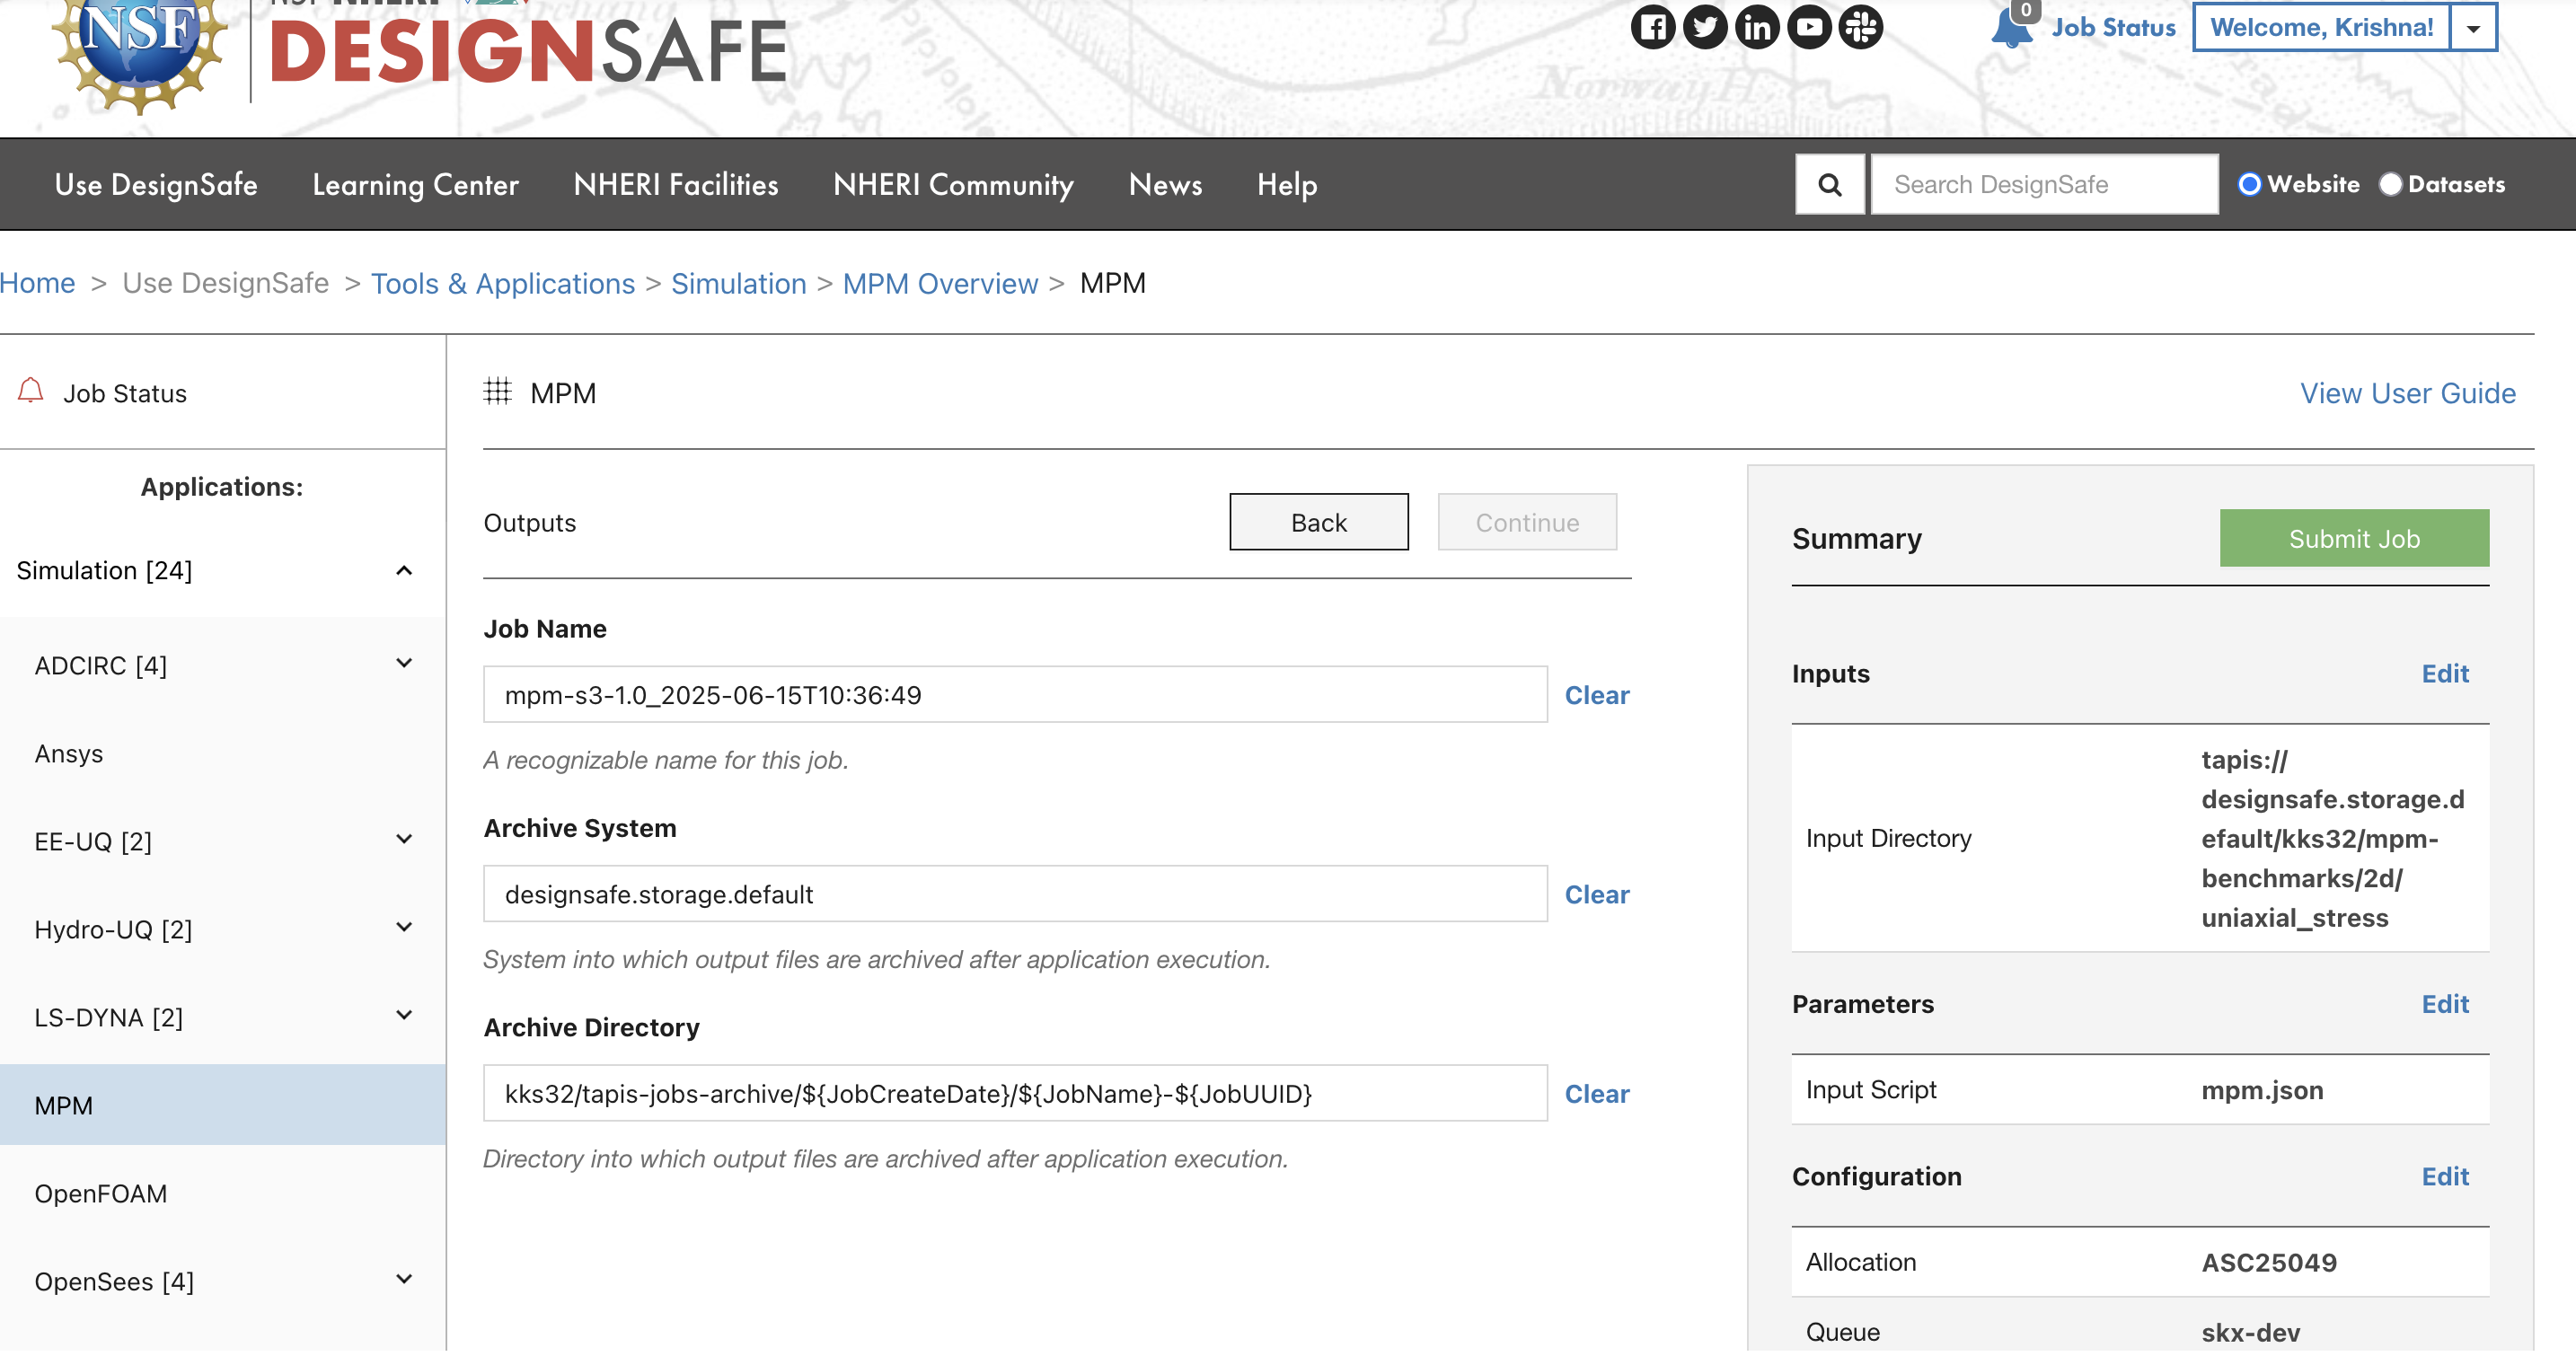 NSF NHERI
NSF
DESIGNSAFE
0
Job Status
Welcome, Krishna!
Norway H.
Use DesignSafe
Learning Center
NHERI Facilities
NHERI Community
News
Help
Search DesignSafe
Website
Datasets
Home > Use DesignSafe > Tools & Applications > Simulation > MPM Overview > MPM
Job Status
Applications:
Simulation [24]
ADCIRC [4]
Ansys
EE-UQ [2]
Hydro-UQ [2]
LS-DYNA [2]
MPM
OpenFOAM
OpenSees [4]
MPM
View User Guide
Outputs
Back
Continue
Job Name
mpm-s3-1.0_2025-06-15T10:36:49
Clear
A recognizable name for this job.
Archive System
designsafe.storage.default
Clear
System into which output files are archived after application execution.
Archive Directory
kks32/tapis-jobs-archive/${JobCreateDate}/${JobName}-${JobUUID}
Clear
Directory into which output files are archived after application execution.
Summary
Submit Job
Inputs
Edit
Input Directory
tapis://
designsafe.storage.d
efault/kks32/mpm-
benchmarks/2d/
uniaxial_stress
Parameters
Edit
Input Script
mpm.json
Configuration
Edit
Allocation
ASC25049
Queue
skx-dev